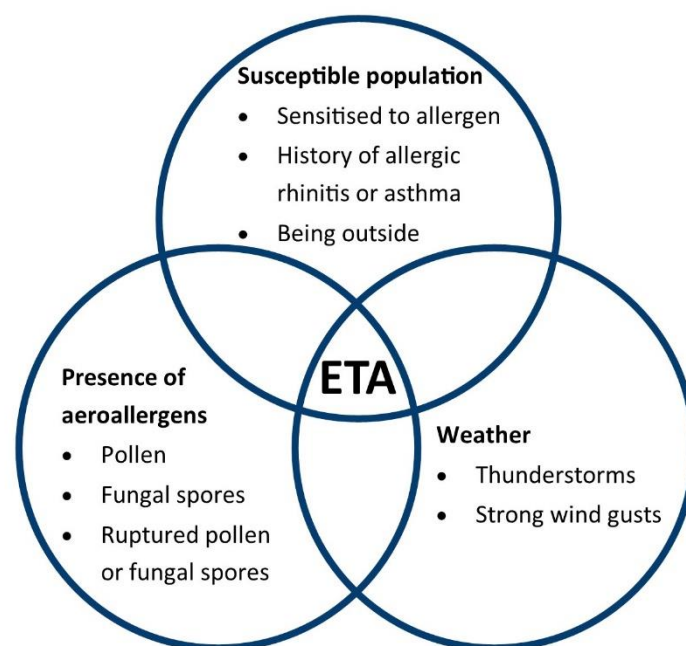 Susceptible population
• Sensitised to allergen
• History of allergic
rhinitis or asthma
• Being outside
ETA
Presence of
aeroallergens
• Pollen
• Fungal spores
• Ruptured pollen
or fungal spores
Weather
• Thunderstorms
• Strong wind gusts